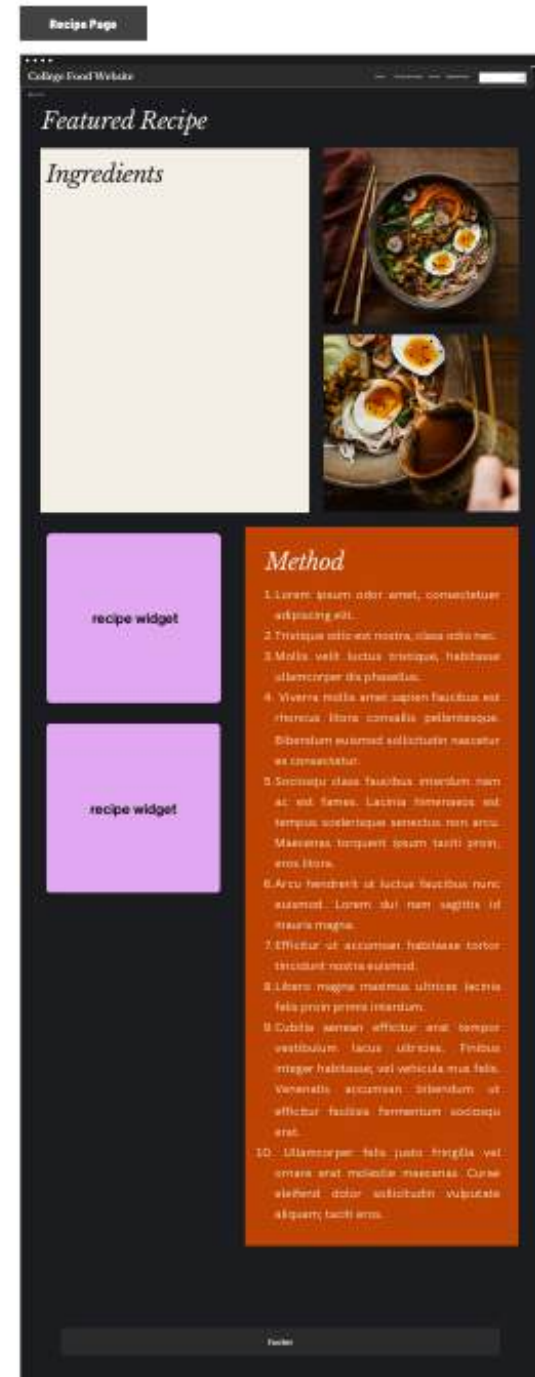 Recipe Page
College Food Website
Featured Recipe
Ingredients
recipe widget
recipe widget
Method
1. Lorem ipsum odor amet, consectetuer
adipiscing elit.
2. Tristique odio est nostra, class odio nec.
3. Mollis velit luctus tristique, habitasse
ullamcorper dis phasellus.
4. Viverra mollis amet sapien faucibus est
rhoncus litora convallis pellentesque.
Bibendum euismod sollicitudin nascetur
ex consectetur.
5. Sociosqu class faucibus interdum nam
ac est fames. Lacinia himenaeos est
tempus scelerisque senectus non arcu.
Maecenas torquent ipsum taciti proin,
eros litora.
6. Arcu hendrerit ut luctus faucibus nunc
euismod. Lorem dui nam sagittis id
mauris magna.
7. Efficitur ut accumsan habitasse tortor
tincidunt nostra euismod.
8. Libero magna maximus ultrices lacinia
felis proin primis interdum.
9. Cubilia aenean efficitur erat tempor
vestibulum lacus ultricies. Finibus
integer habitasse; vel vehicula mus felis.
Venenatis accumsan bibendum ut
efficitur facilisis fermentum sociosqu
erat.
10. Ullamcorper felis justo fringilla vel
ornare erat molestie maecenas. Curae
eleifend dolor sollicitudin vulputate
aliquam; taciti eros.
Footer